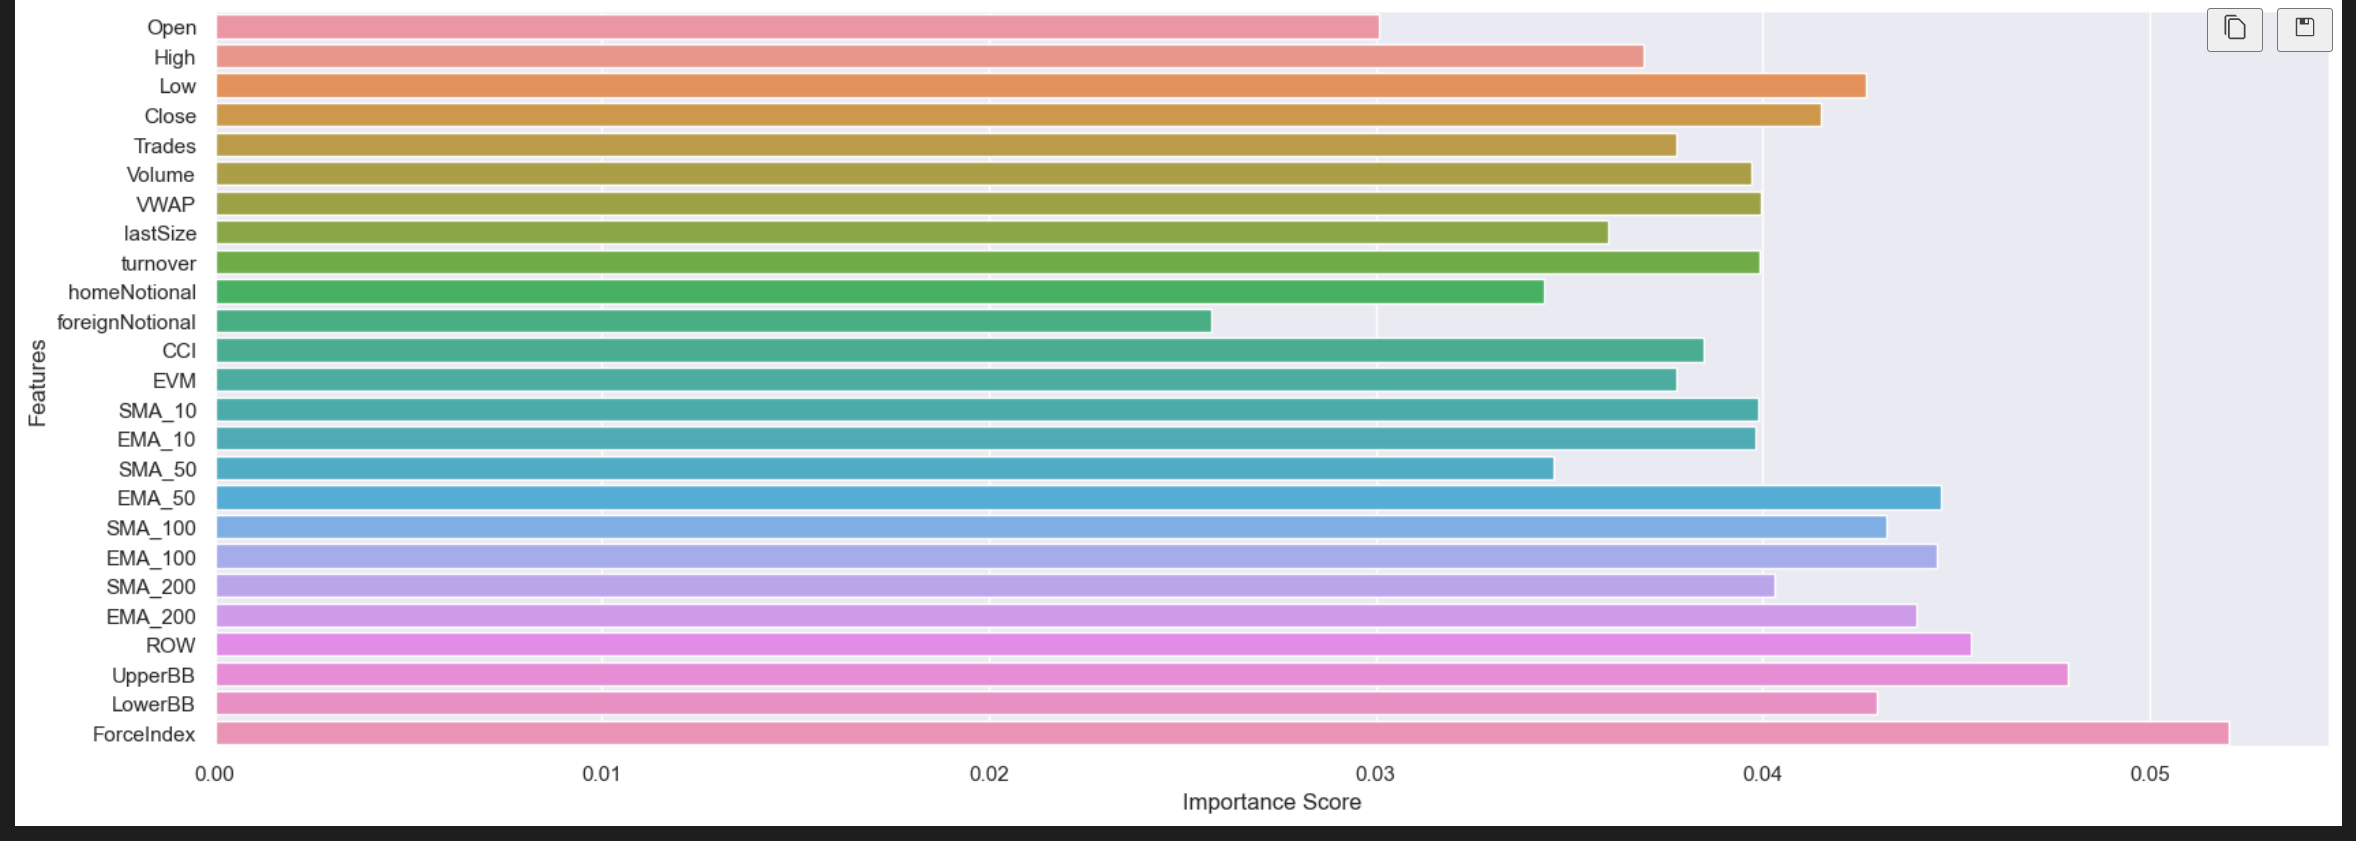 Open
High
Low
Close
Trades
Volume
VWAP
lastSize
turnover
homeNotional
foreignNotional
CCI
EVM
SMA_10
EMA_10
SMA_50
EMA_50
SMA_100
EMA_100
SMA_200
EMA_200
ROW
UpperBB
LowerBB
ForceIndex
Features
0.00 0.01 0.02 0.03 0.04 0.05
Importance Score